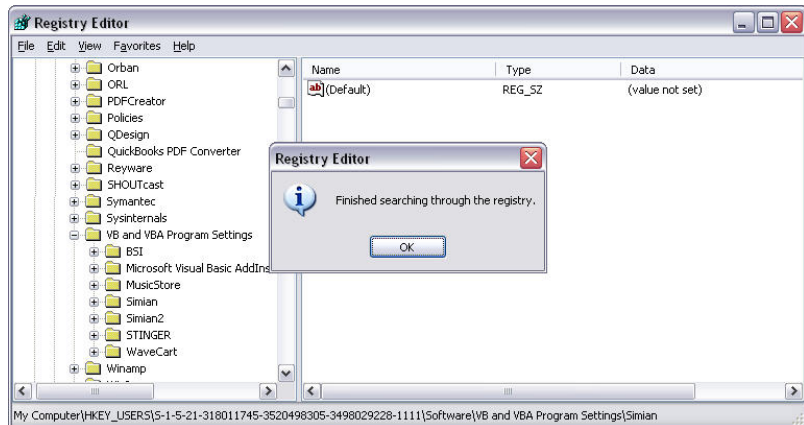 Registry Editor
File Edit View Favorites Help
Orban
ORL
PDFCreator
Policies
QDesign
QuickBooks PDF Converter
Reyware
SHOUTcast
Symantec
Sysinternals
VB and VBA Program Settings
BSI
Microsoft Visual Basic AddIns
MusicStore
Simian
Simian2
STINGER
WaveCart
Winamp
Name Type Data
ab (Default) REG_SZ (value not set)
Registry Editor
Finished searching through the registry.
OK
My Computer\HKEY_USERS\S-1-5-21-318011745-3520498305-3498029228-1111\Software\VB and VBA Program Settings\Simian